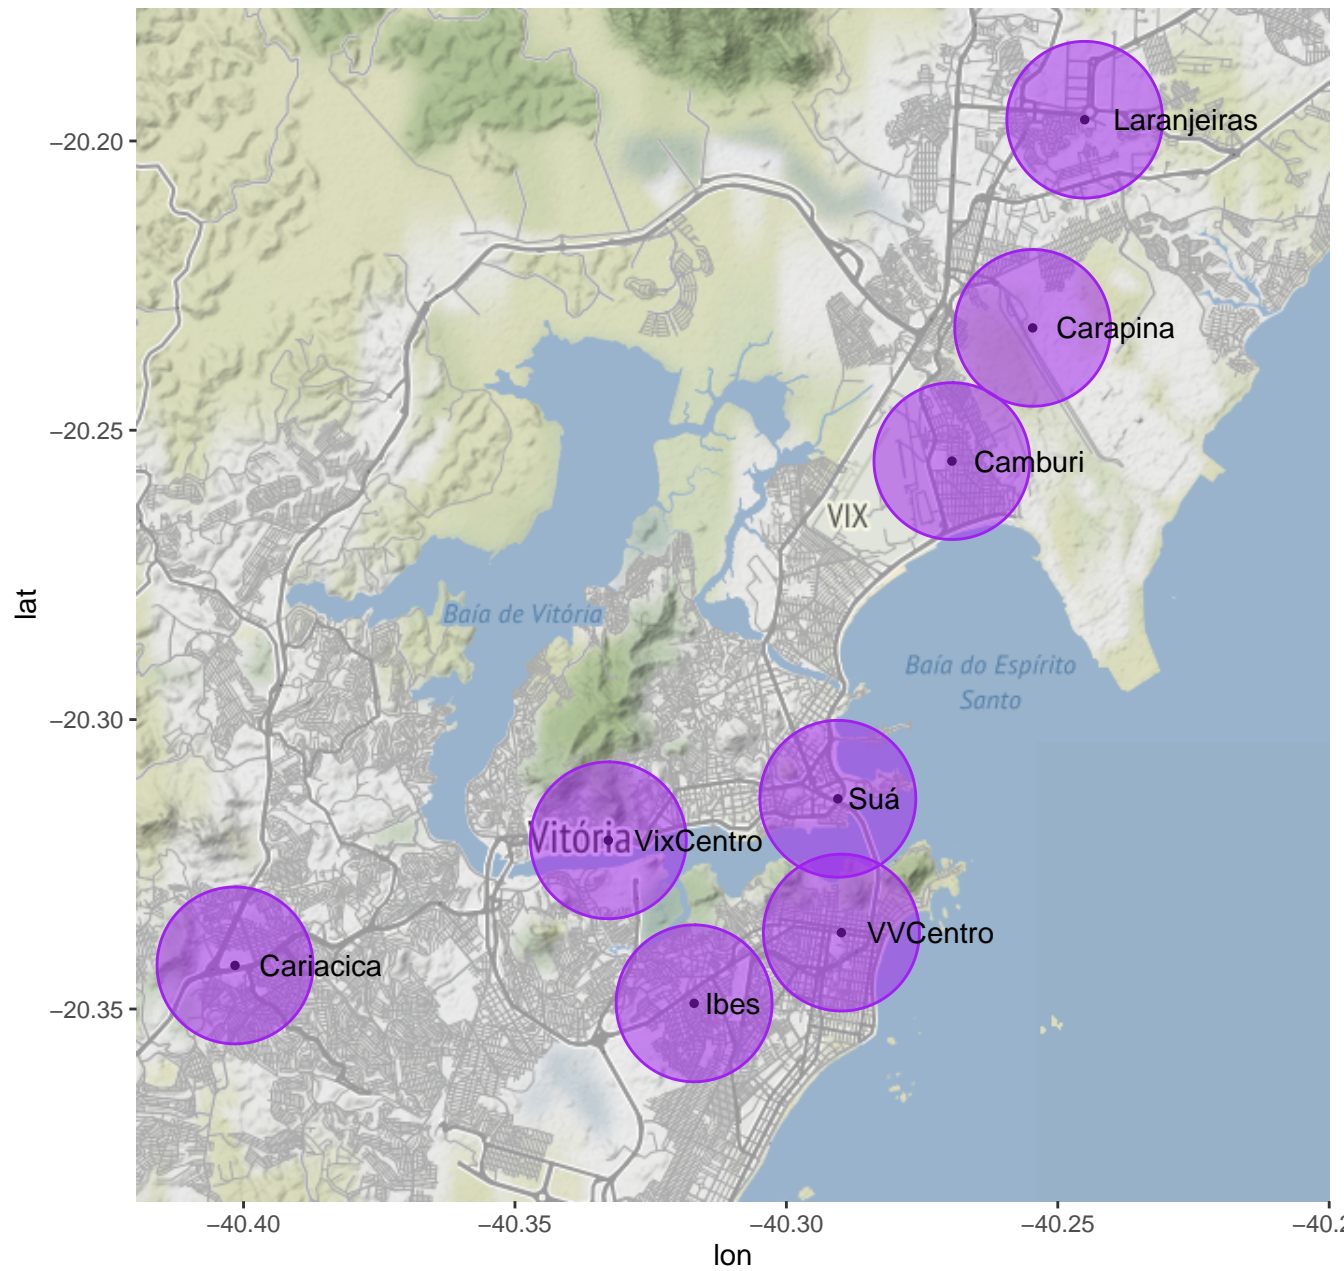 Laranjeiras
−20.20
Carapina
−20.25
Camburi
VIX
lat
Baía de Vitória
Baía do Espírito
Santo
−20.30
Suá
Vitória
VixCentro
VVCentro
Cariacica
Ibes
−20.35
−40.40
−40.35
−40.30
−40.25
lon